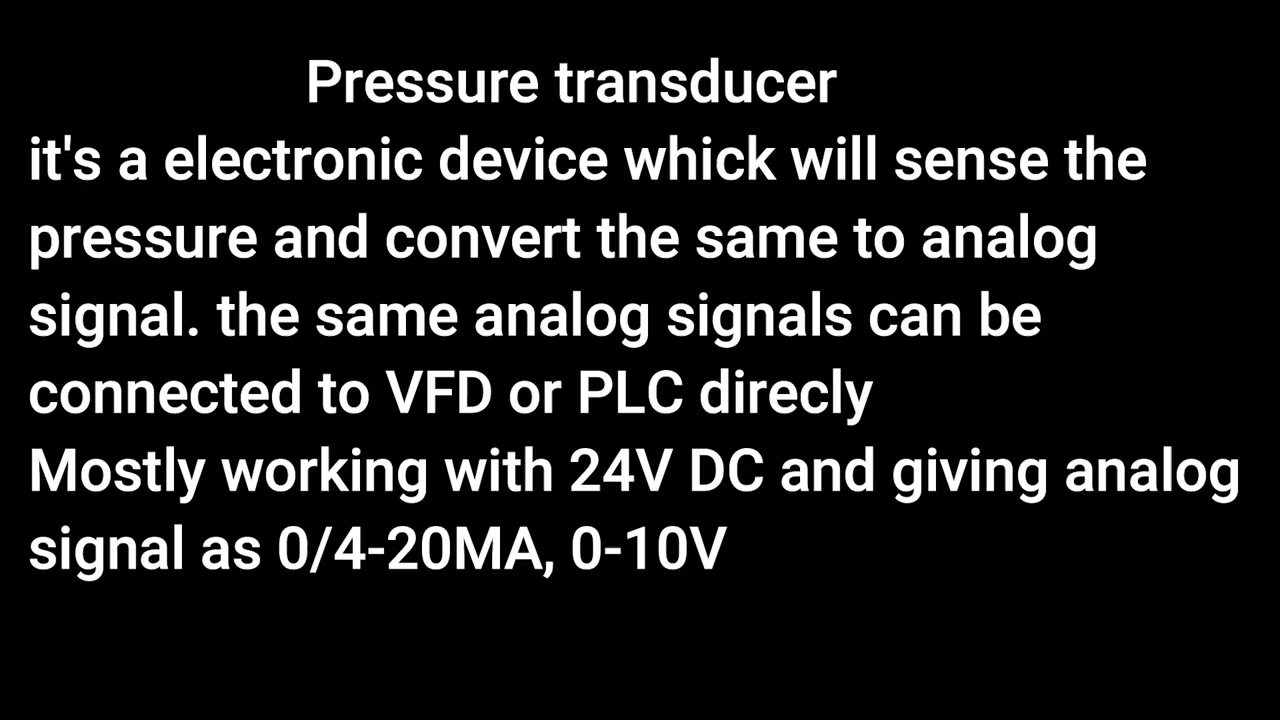 Pressure transducer
it's a electronic device whick will sense the
pressure and convert the same to analog
signal. the same analog signals can be
connected to VFD or PLC direcly
Mostly working with 24V DC and giving analog
signal as 0/4-20MA, 0-10V